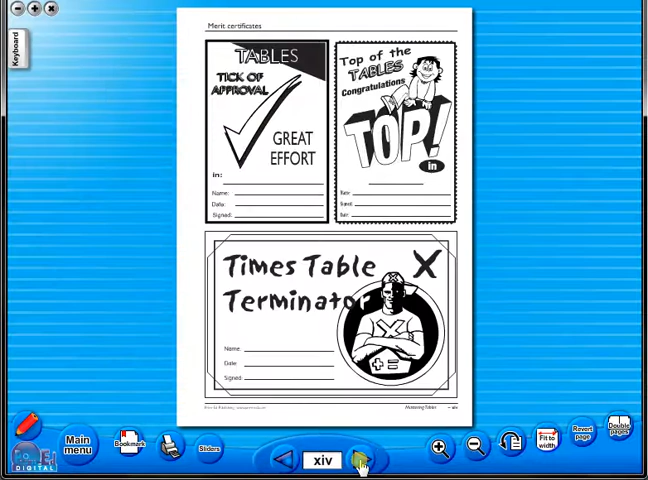 Keyboard
Merit certificates
TABLES
TICK OF
APPROVAL
GREAT
EFFORT
in:
Name:
Date:
Signed:
Top of the
TABLES
Congratulations
TOP!
in
Times Table
Terminator
X
Name:
Date:
Signed:
Main
menu
Bookmark
Sliders
xiv
Fit to
width
Revert
page
Double
pages
DIGITAL